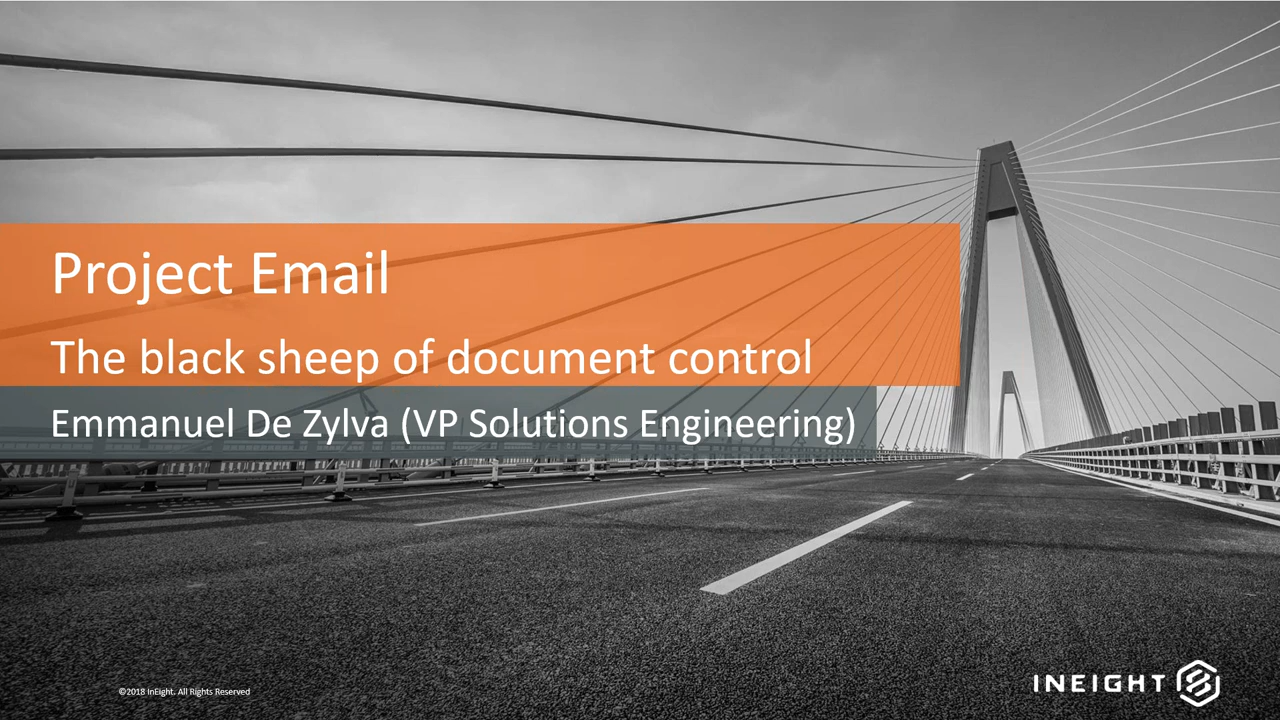 Project Email
The black sheep of document control
Emmanuel De Zylva (VP Solutions Engineering)
©2018 InEight. All Rights Reserved
INEIGHT